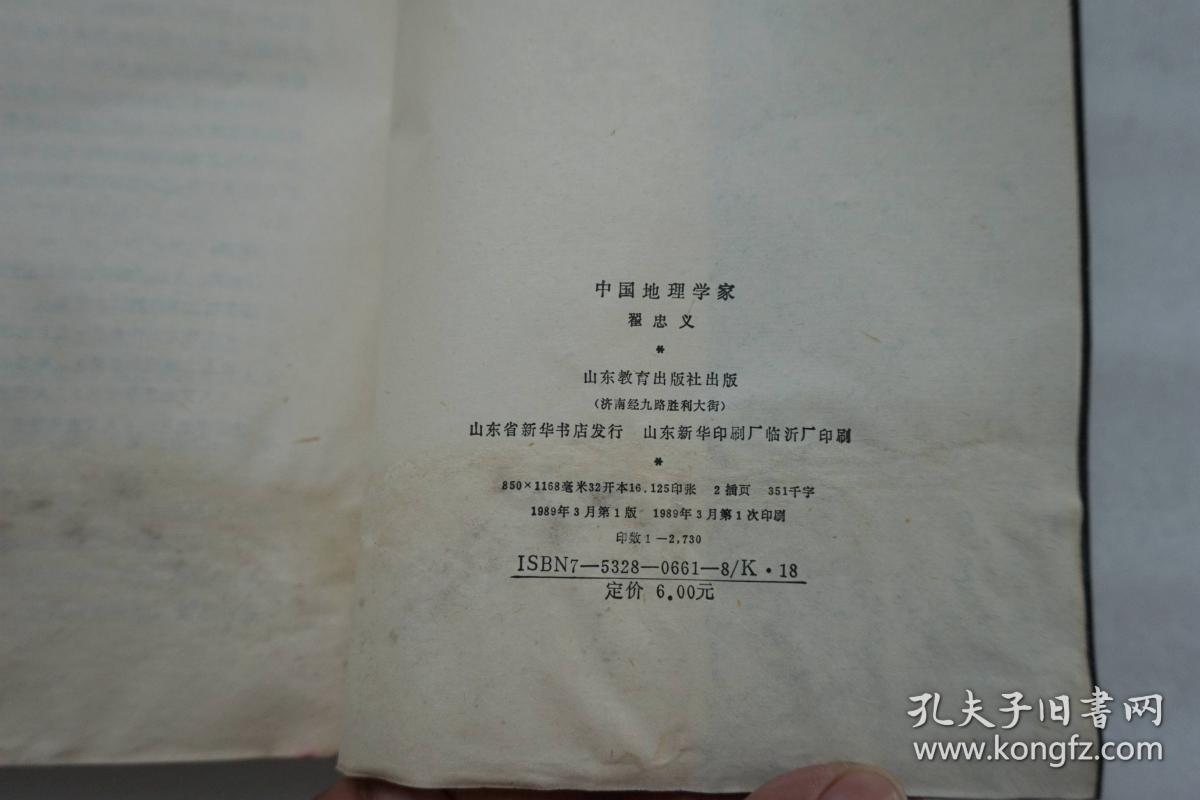 中国地理学家
翟忠义
*
山东教育出版社出版
（济南经九路胜利大街）
山东省新华书店发行 山东新华印刷厂临沂厂印刷
*
850×1168毫米32开本16.125印张 2插页 351千字
1989年3月第1版 1989年3月第1次印刷
印数1—2,730
ISBN7—5328—0661—8/K·18
定价 6.00元
孔夫子旧书网
www.kongfz.com